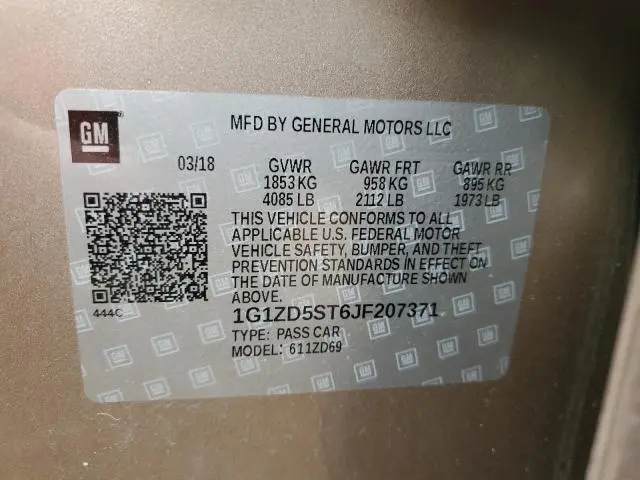 GM
MFD BY GENERAL MOTORS LLC
03/18 GVWR GAWR FRT GAWR RR
1853 KG 958 KG 895 KG
4085 LB 2112 LB 1973 LB
THIS VEHICLE CONFORMS TO ALL
APPLICABLE U.S. FEDERAL MOTOR
VEHICLE SAFETY, BUMPER, AND THEFT
PREVENTION STANDARDS IN EFFECT ON
THE DATE OF MANUFACTURE SHOWN
ABOVE.
444C
1G1ZD5ST6JF207371
TYPE: PASS CAR
MODEL: 611ZD69